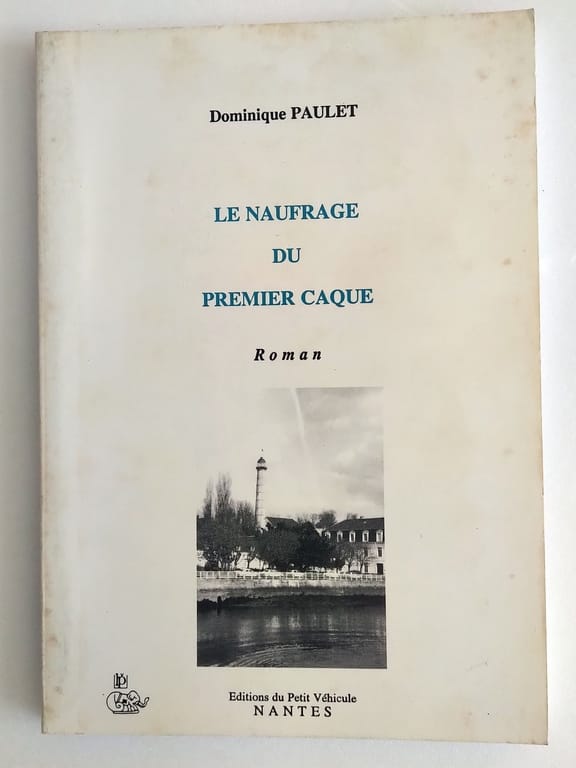 Dominique PAULET
LE NAUFRAGE
DU
PREMIER CAQUE
Roman
Editions du Petit Véhicule
NANTES